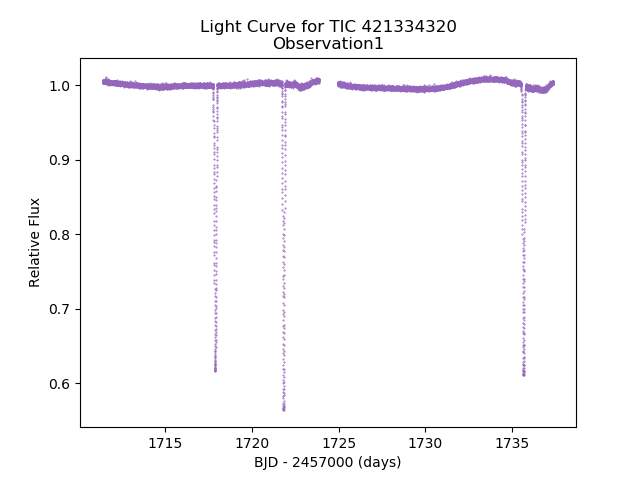 Light Curve for TIC 421334320
Observation1
1.0
0.9
0.8
0.7
0.6
Relative Flux
1715
1720
1725
1730
1735
BJD - 2457000 (days)